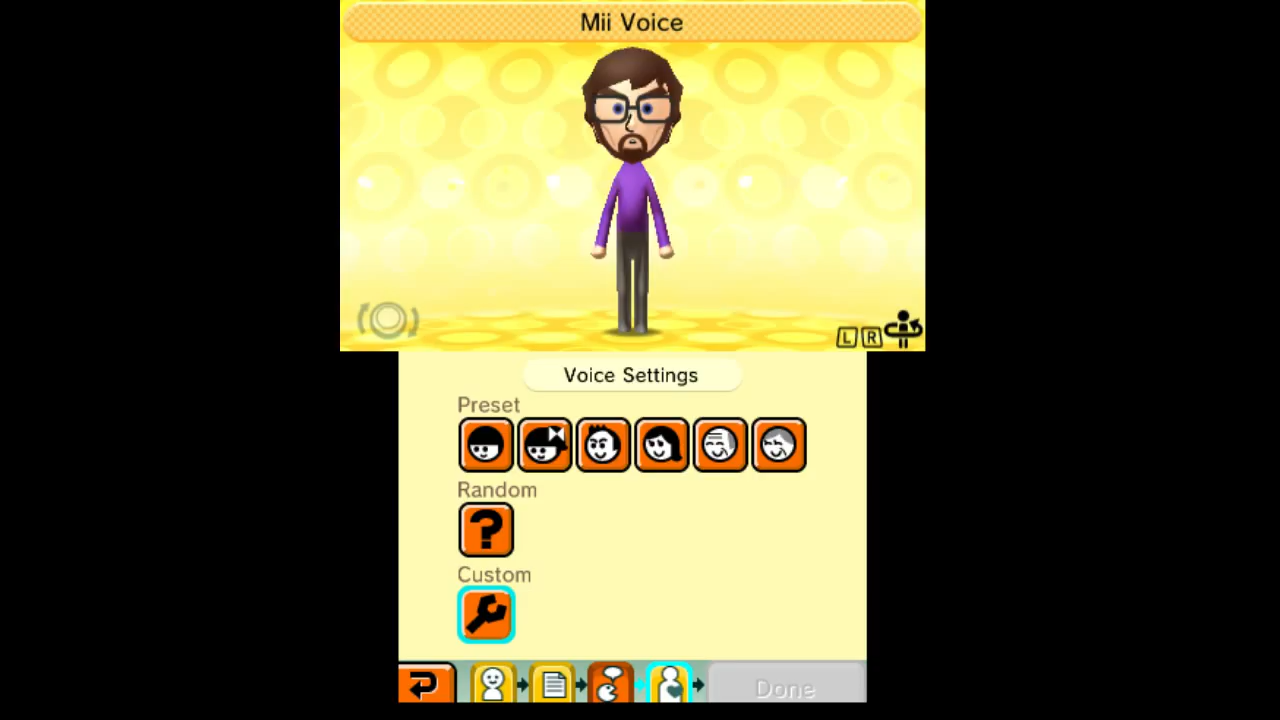 Mii Voice
L R
Voice Settings
Preset
Random
?
Custom
Done